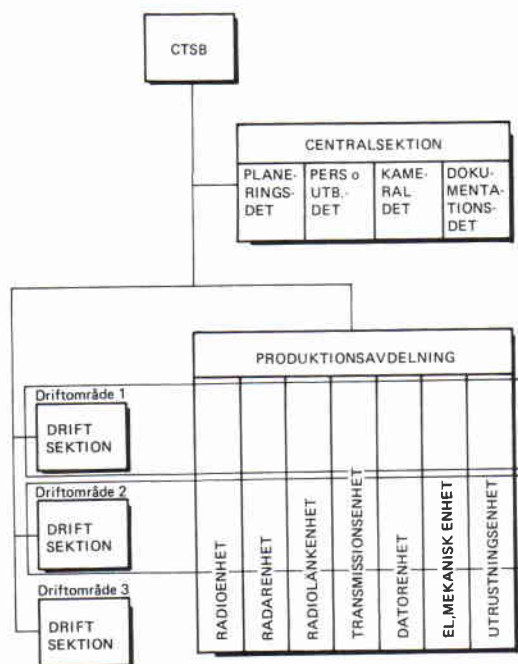 CTSB
CENTRALSEKTION
PLANE-
RINGS-
DET
PERS o
UTB.-
DET
KAME-
RAL
DET
DOKU-
MENTA-
TIONS-
DET
PRODUKTIONSAVDELNING
Driftområde 1
DRIFT
SEKTION
Driftområde 2
DRIFT
SEKTION
Driftområde 3
DRIFT
SEKTION
RADIOENHET
RADARENHET
RADIOLÄNKENHET
TRANSMISSIONSENHET
DATORENHET
EL,MEKANISK ENHET
UTRUSTNINGSENHET